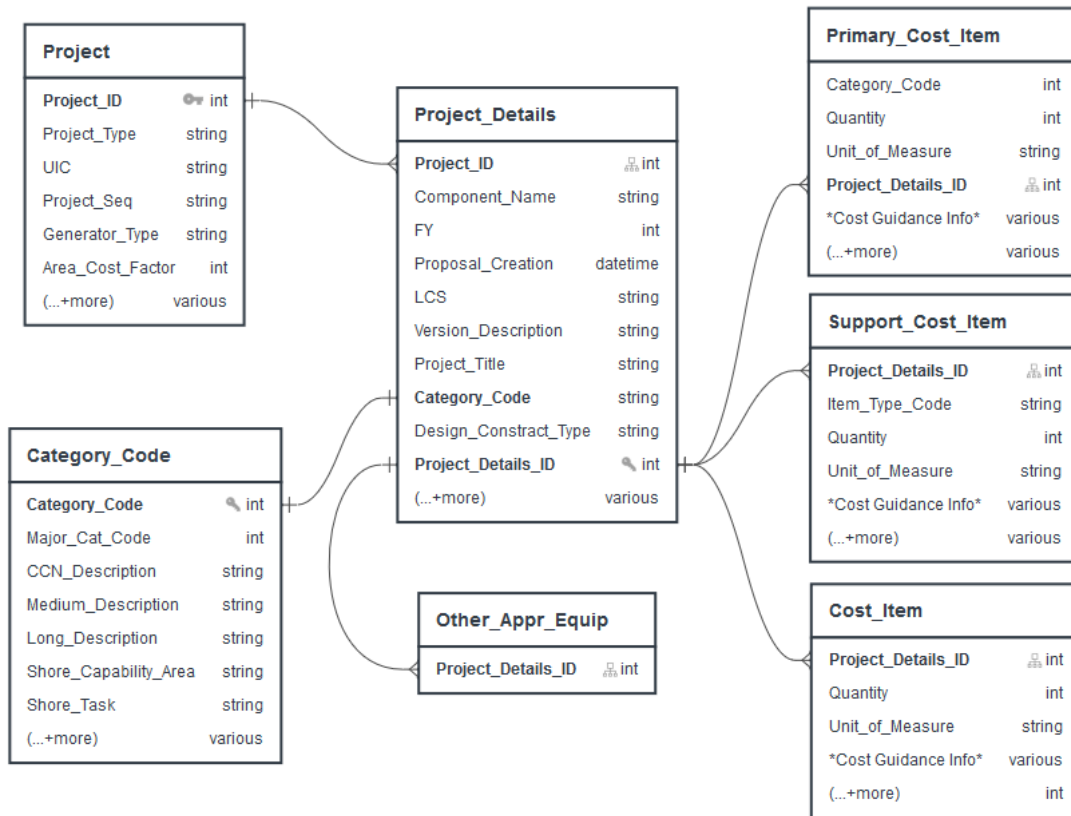 Project
Project_ID int
Project_Type string
UIC string
Project_Seq string
Generator_Type string
Area_Cost_Factor int
(...+more) various
Category_Code
Category_Code int
Major_Cat_Code int
CCN_Description string
Medium_Description string
Long_Description string
Shore_Capability_Area string
Shore_Task string
(...+more) various
Project_Details
Project_ID int
Component_Name string
FY int
Proposal_Creation datetime
LCS string
Version_Description string
Project_Title string
Category_Code string
Design_Constract_Type string
Project_Details_ID int
(...+more) various
Other_Appr_Equip
Project_Details_ID int
Primary_Cost_Item
Category_Code int
Quantity int
Unit_of_Measure string
Project_Details_ID int
*Cost Guidance Info* various
(...+more) various
Support_Cost_Item
Project_Details_ID int
Item_Type_Code string
Quantity int
Unit_of_Measure string
*Cost Guidance Info* various
(...+more) various
Cost_Item
Project_Details_ID int
Quantity int
Unit_of_Measure string
*Cost Guidance Info* various
(...+more) int